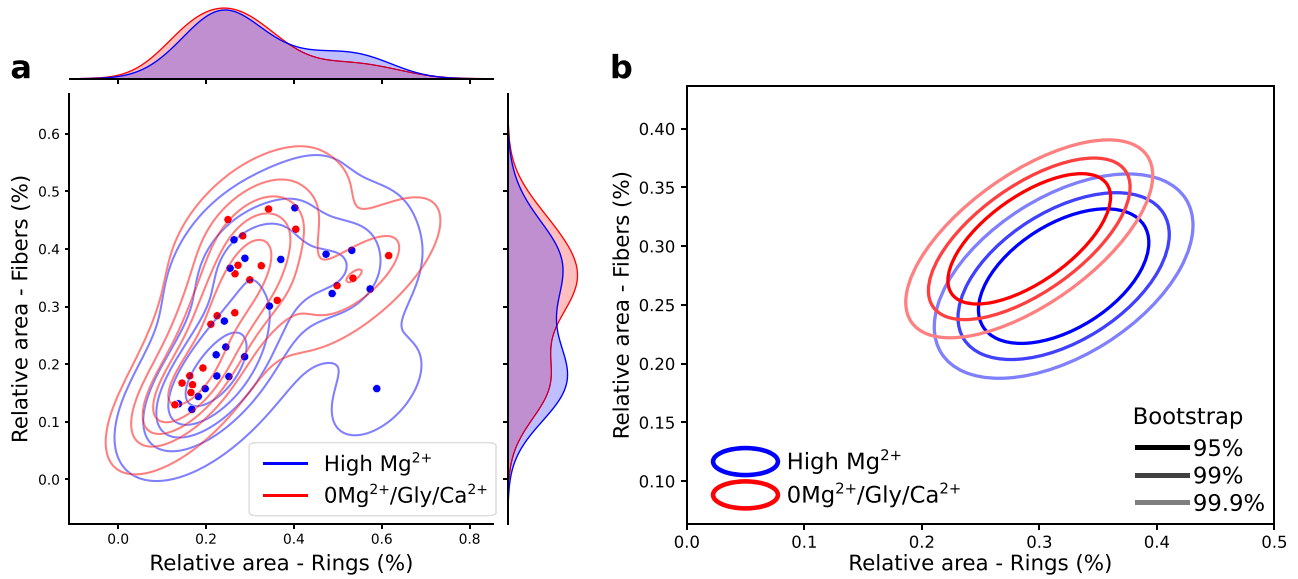 a
0.6
0.5
0.4
0.3
0.2
0.1
0.0
Relative area - Fibers (%)
0.0 0.2 0.4 0.6 0.8
Relative area - Rings (%)
High Mg²⁺
0Mg²⁺/Gly/Ca²⁺
b
0.40
0.35
0.30
0.25
0.20
0.15
0.10
Relative area - Fibers (%)
0.0 0.1 0.2 0.3 0.4 0.5
Relative area - Rings (%)
High Mg²⁺
0Mg²⁺/Gly/Ca²⁺
Bootstrap
95%
99%
99.9%